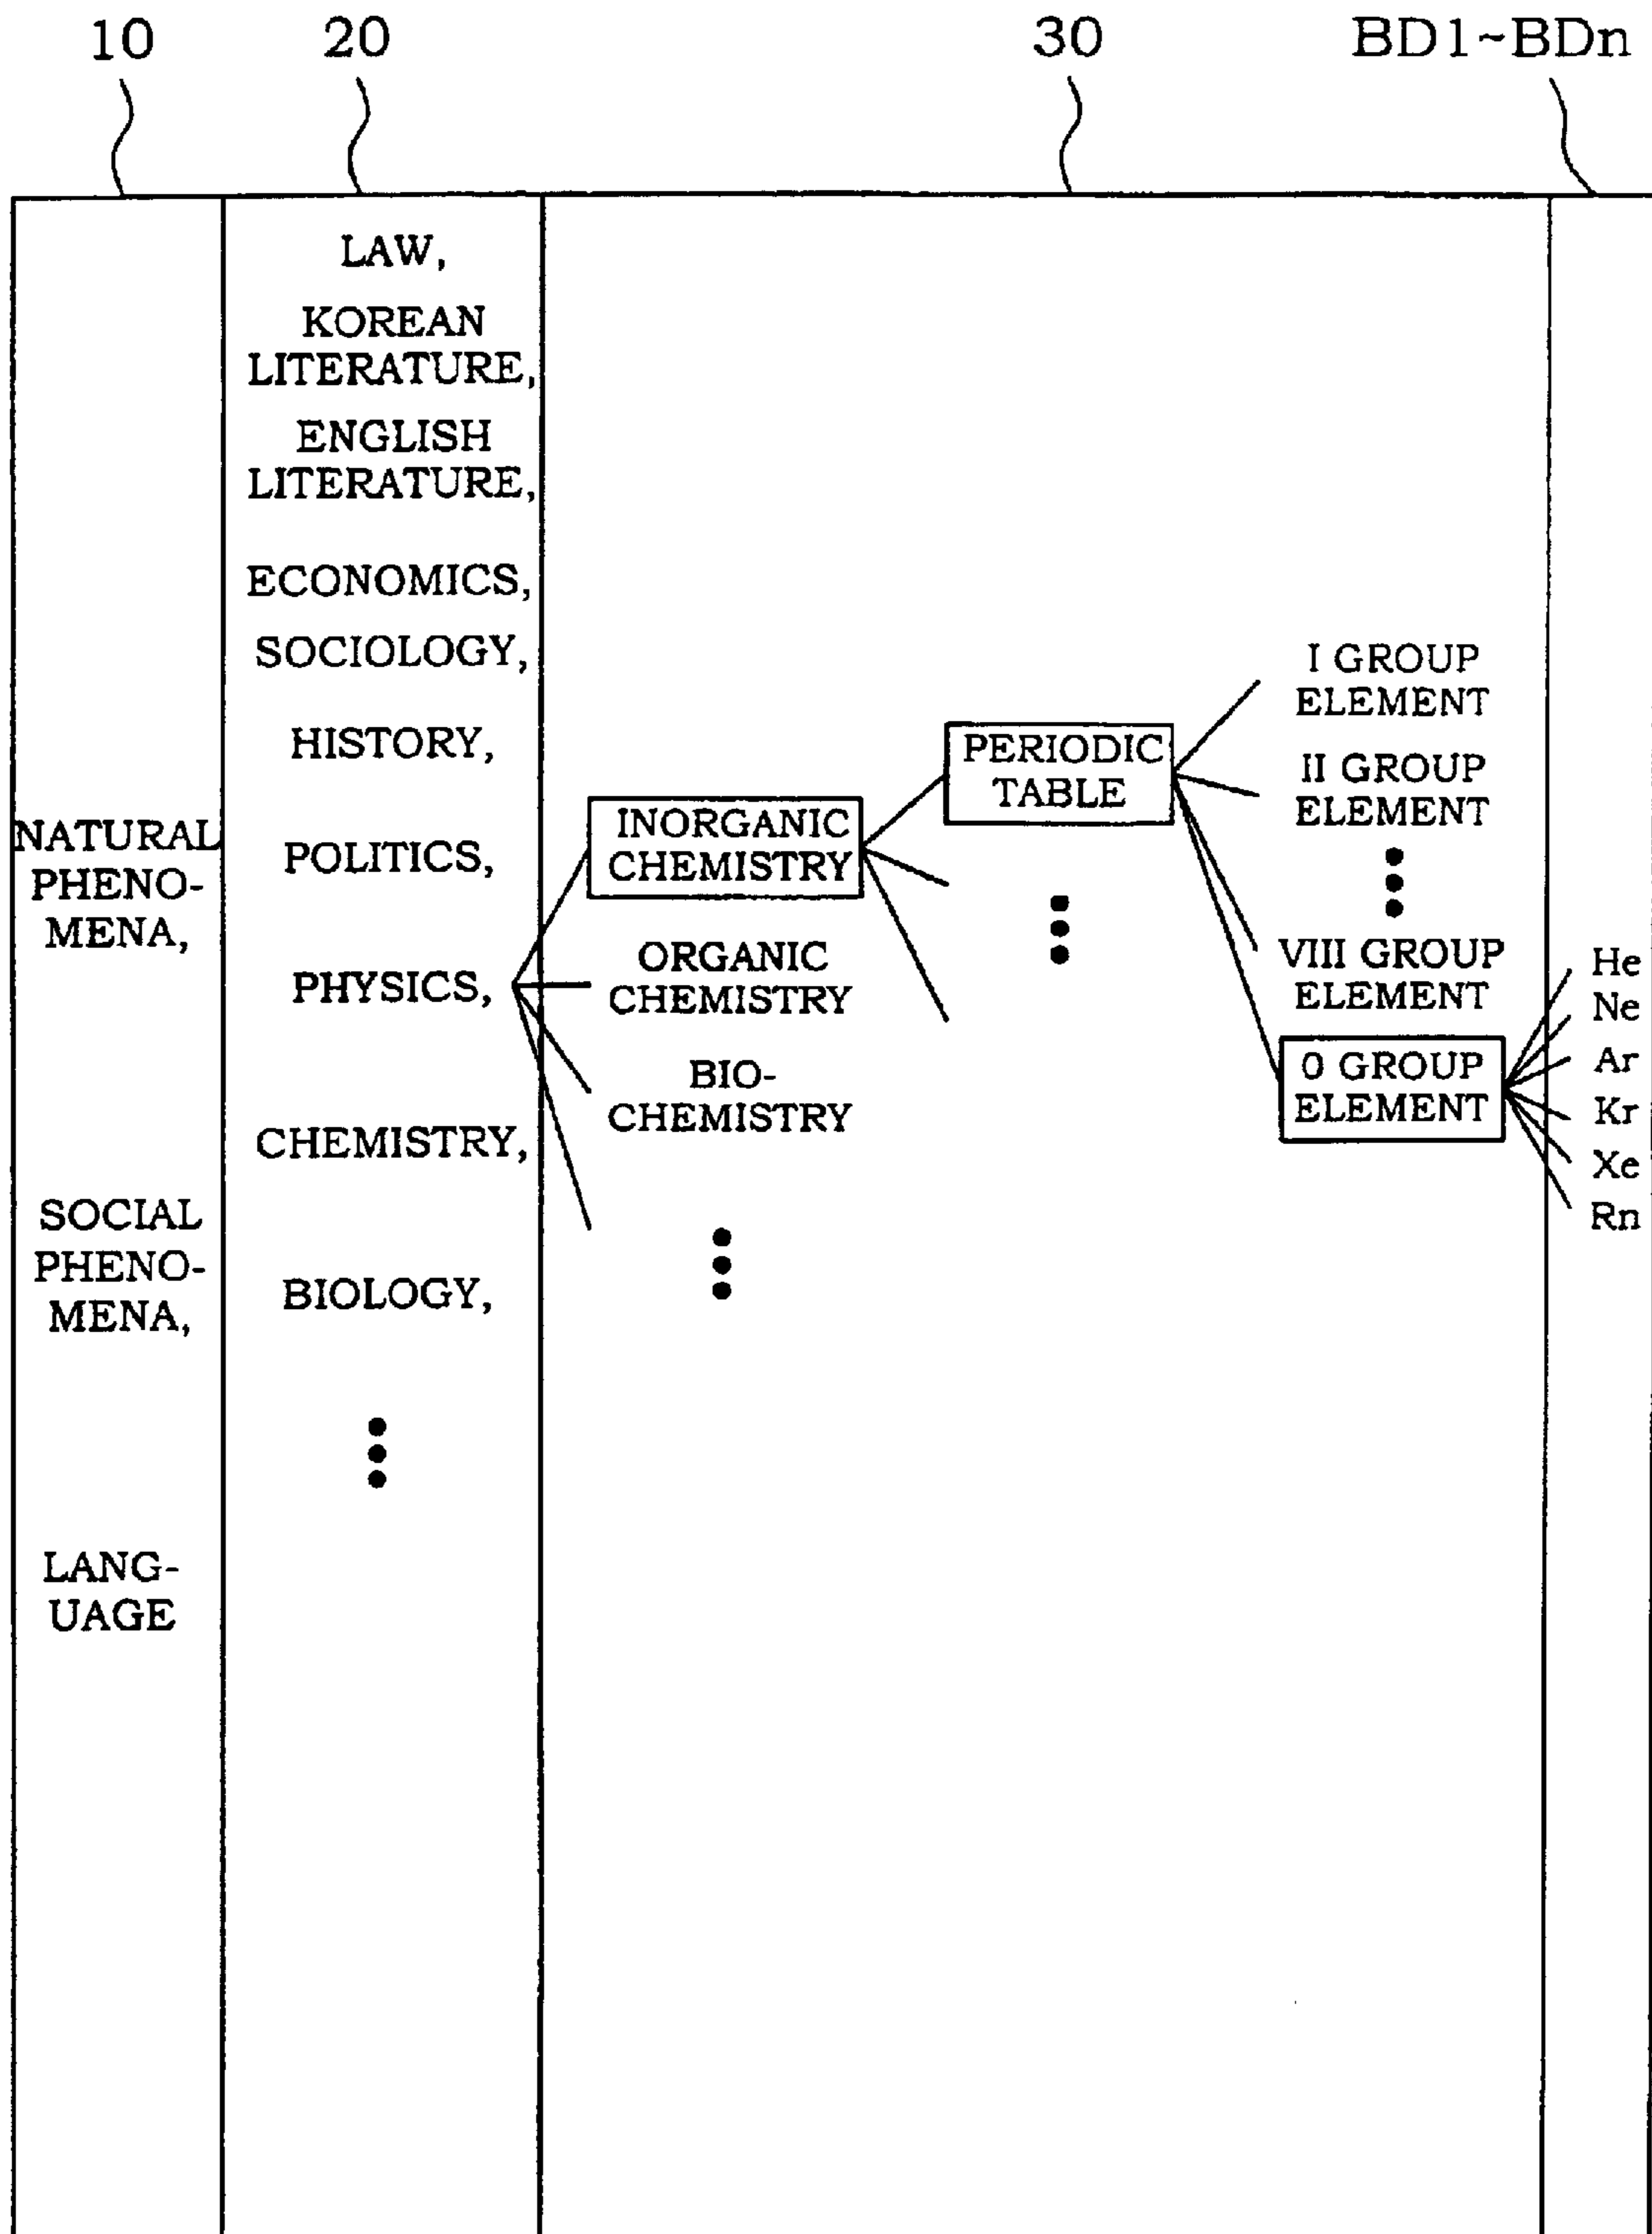 10
20
30
BD1~BDn
NATURAL
PHENO-
MENA,
SOCIAL
PHENO-
MENA,
LANG-
UAGE
LAW,
KOREAN
LITERATURE,
ENGLISH
LITERATURE,
ECONOMICS,
SOCIOLOGY,
HISTORY,
POLITICS,
PHYSICS,
CHEMISTRY,
BIOLOGY,
INORGANIC
CHEMISTRY
ORGANIC
CHEMISTRY
BIO-
CHEMISTRY
PERIODIC
TABLE
I GROUP
ELEMENT
II GROUP
ELEMENT
VIII GROUP
ELEMENT
0 GROUP
ELEMENT
He
Ne
Ar
Kr
Xe
Rn